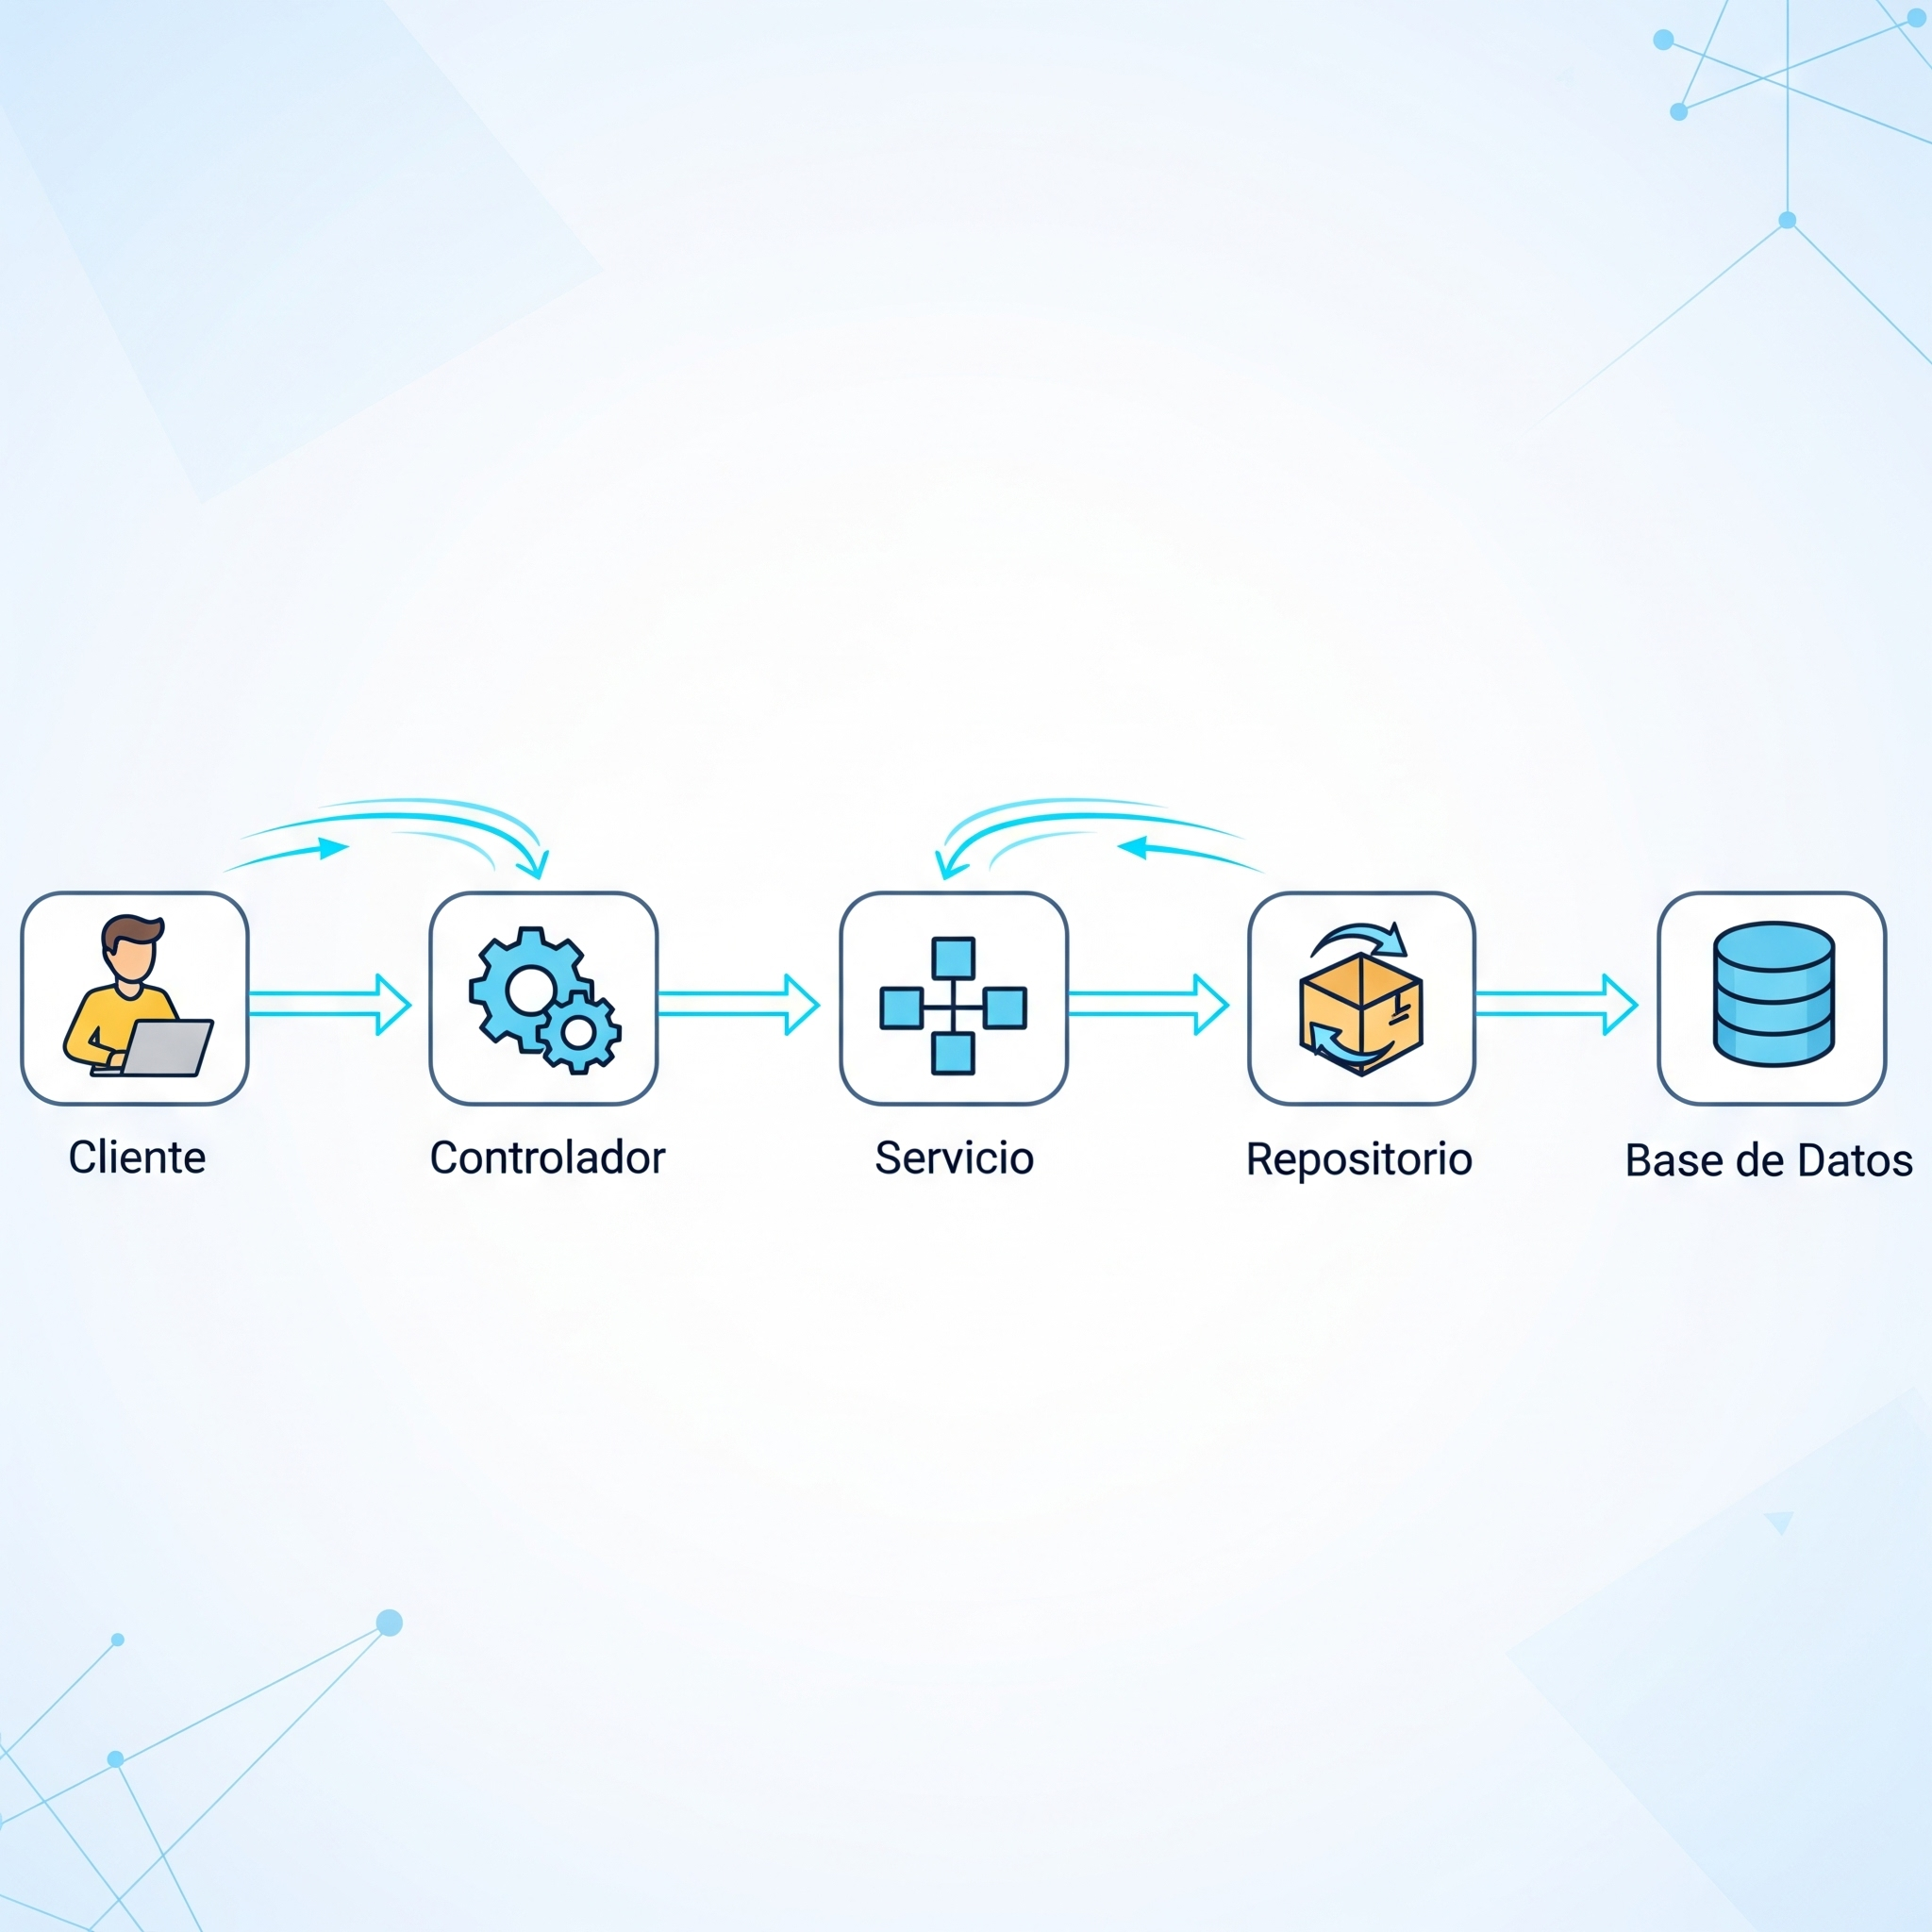 Cliente
Controlador
Servicio
Repositorio
Base de Datos